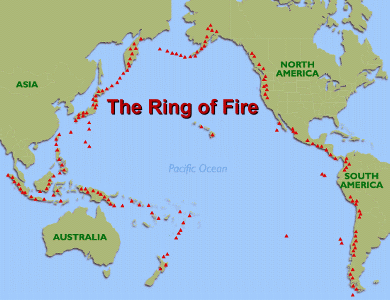 NORTH
AMERICA
ASIA
The Ring of Fire
Pacific Ocean
SOUTH
AMERICA
AUSTRALIA